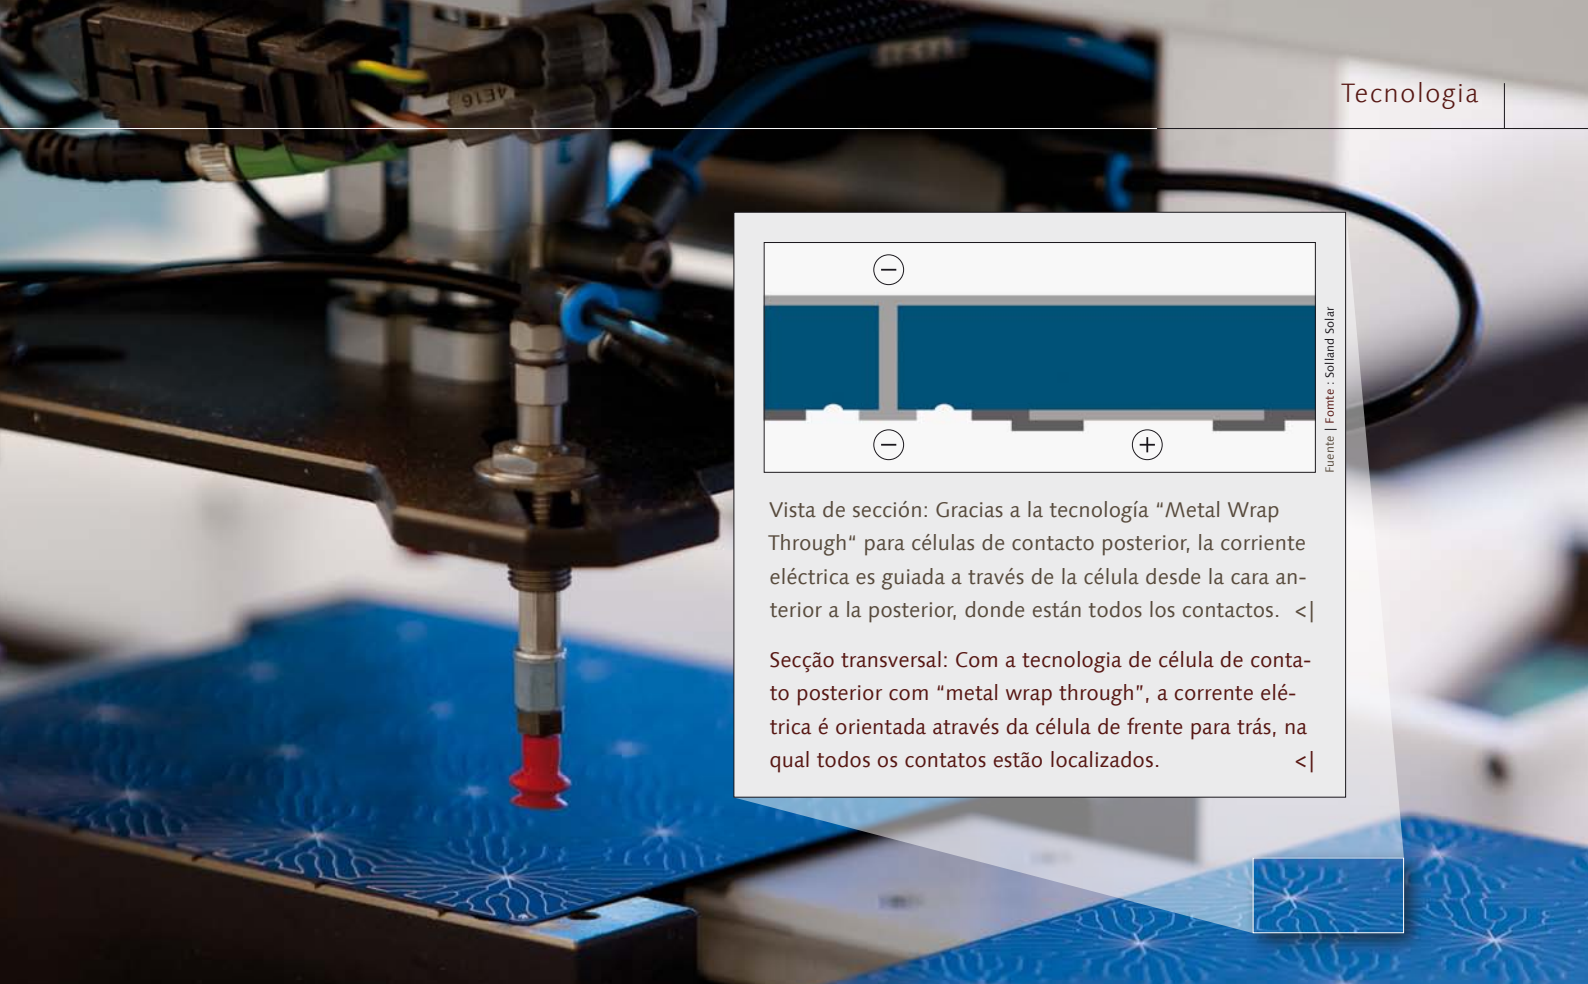 Tecnologia
4E16
−
−
+
Fuente | Fomte : Solland Solar
Vista de sección: Gracias a la tecnología “Metal Wrap
Through“ para células de contacto posterior, la corriente
eléctrica es guiada a través de la célula desde la cara an-
terior a la posterior, donde están todos los contactos. <|
Secção transversal: Com a tecnologia de célula de conta-
to posterior com “metal wrap through”, a corrente elé-
trica é orientada através da célula de frente para trás, na
qual todos os contatos estão localizados. <|